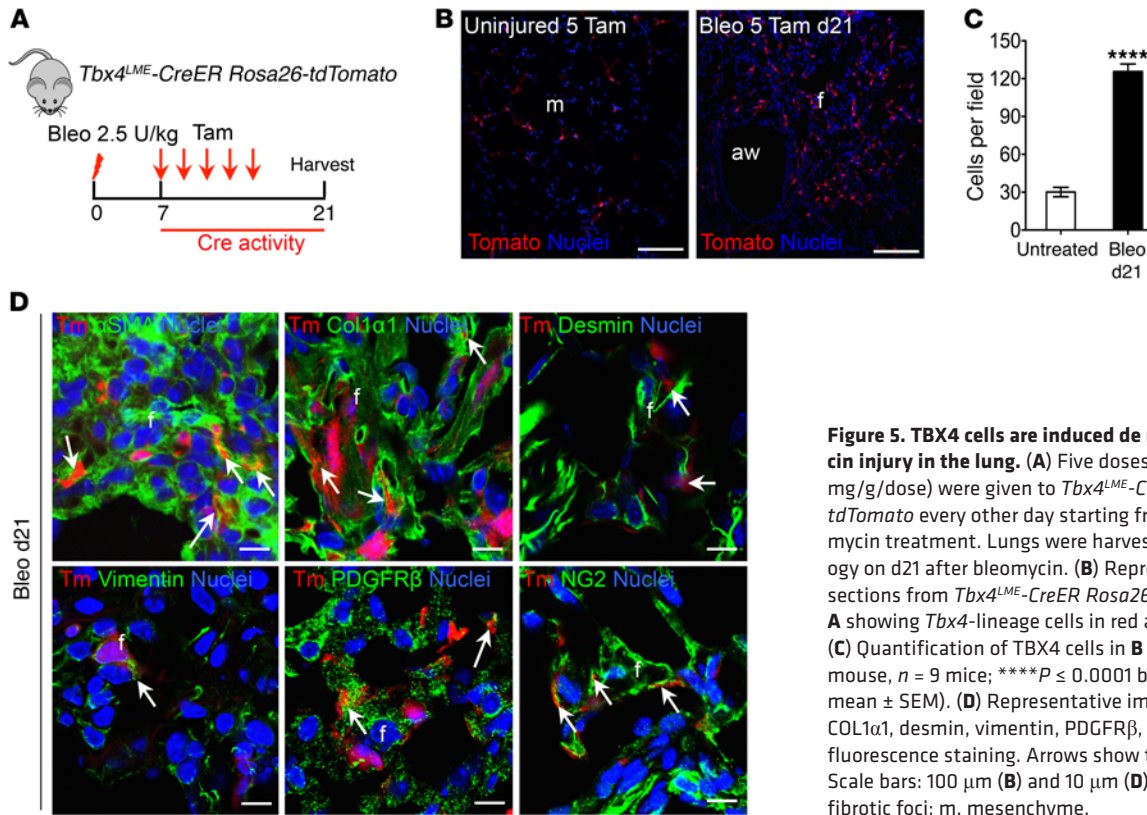 A
Tbx4LME-CreER Rosa26-tdTomato
Bleo 2.5 U/kg Tam
Harvest
0 7 21
Cre activity
B
Uninjured 5 Tam
m
Tomato Nuclei
Bleo 5 Tam d21
f
aw
Tomato Nuclei
C
Cells per field
150
120
90
60
30
0
****
Untreated Bleo
d21
D
Bleo d21
Tm αSMA Nuclei
f
Tm Col1α1 Nuclei
f
Tm Desmin Nuclei
f
Tm Vimentin Nuclei
f
Tm PDGFRβ Nuclei
f
Tm NG2 Nuclei
f
Figure 5. TBX4 cells are induced de
cin injury in the lung. (A) Five doses
mg/g/dose) were given to Tbx4LME-C
tdTomato every other day starting fr
mycin treatment. Lungs were harves
ogy on d21 after bleomycin. (B) Repr
sections from Tbx4LME-CreER Rosa26
A showing Tbx4-lineage cells in red a
(C) Quantification of TBX4 cells in B
mouse, n = 9 mice; ****P ≤ 0.0001 b
mean ± SEM). (D) Representative im
COL1α1, desmin, vimentin, PDGFRβ,
fluorescence staining. Arrows show t
Scale bars: 100 μm (B) and 10 μm (D)
fibrotic foci; m, mesenchyme.